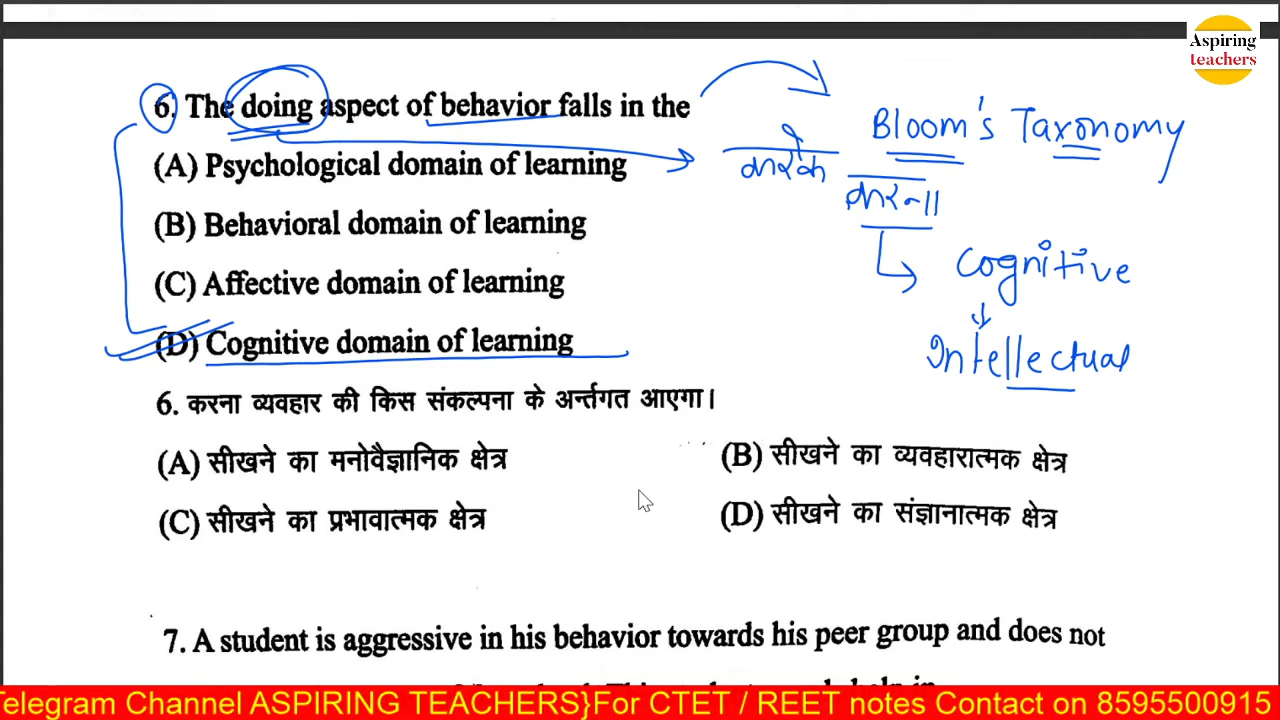 Aspiring
teachers
6. The doing aspect of behavior falls in the
(A) Psychological domain of learning
(B) Behavioral domain of learning
(C) Affective domain of learning
(D) Cognitive domain of learning
Bloom's Taxonomy
करके
करना
Cognitive
Intellectual
6. करना व्यवहार की किस संकल्पना के अर्न्तगत आएगा।
(A) सीखने का मनोवैज्ञानिक क्षेत्र
(B) सीखने का व्यवहारात्मक क्षेत्र
(C) सीखने का प्रभावात्मक क्षेत्र
(D) सीखने का संज्ञानात्मक क्षेत्र
7. A student is aggressive in his behavior towards his peer group and does not
Telegram Channel ASPIRING TEACHERS}For CTET / REET notes Contact on 8595500915